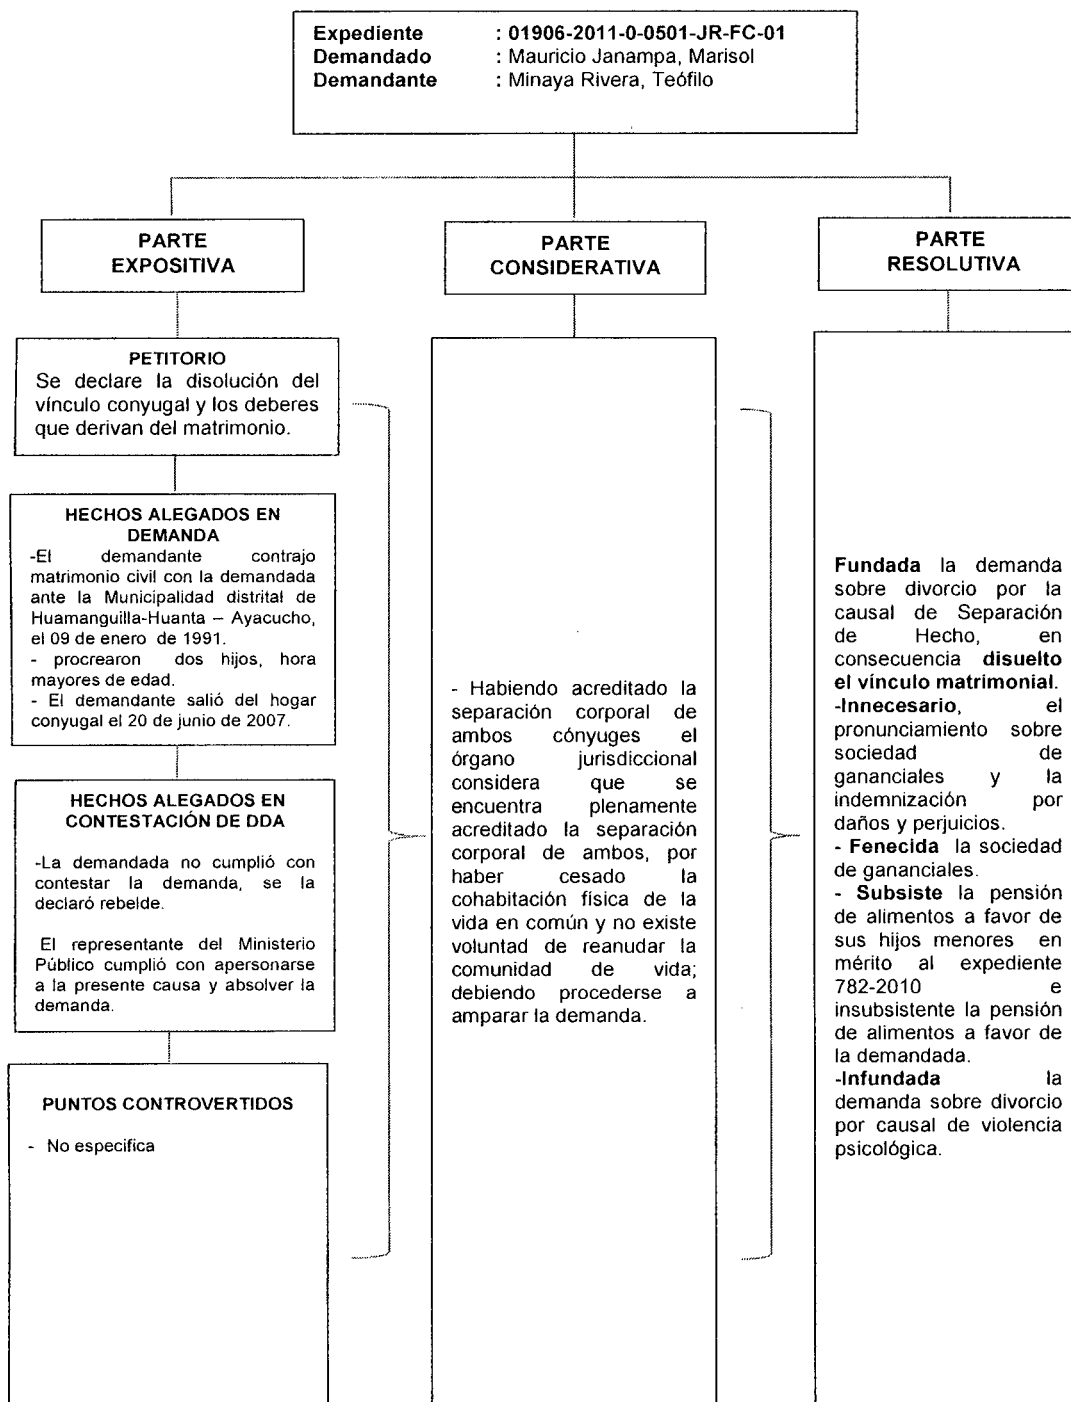 Expediente : 01906-2011-0-0501-JR-FC-01
Demandado : Mauricio Janampa, Marisol
Demandante : Minaya Rivera, Teófilo
PARTE
EXPOSITIVA
PETITORIO
Se declare la disolución del
vínculo conyugal y los deberes
que derivan del matrimonio.
HECHOS ALEGADOS EN
DEMANDA
-El demandante contrajo
matrimonio civil con la demandada
ante la Municipalidad distrital de
Huamanguilla-Huanta – Ayacucho,
el 09 de enero de 1991.
- procrearon dos hijos, hora
mayores de edad.
- El demandante salió del hogar
conyugal el 20 de junio de 2007.
HECHOS ALEGADOS EN
CONTESTACIÓN DE DDA
-La demandada no cumplió con
contestar la demanda, se la
declaró rebelde.
El representante del Ministerio
Público cumplió con apersonarse
a la presente causa y absolver la
demanda.
PUNTOS CONTROVERTIDOS
- No especifica
PARTE
CONSIDERATIVA
- Habiendo acreditado la
separación corporal de
ambos cónyuges el
órgano jurisdiccional
considera que se
encuentra plenamente
acreditado la separación
corporal de ambos, por
haber cesado la
cohabitación física de la
vida en común y no existe
voluntad de reanudar la
comunidad de vida;
debiendo procederse a
amparar la demanda.
PARTE
RESOLUTIVA
Fundada la demanda
sobre divorcio por la
causal de Separación
de Hecho, en
consecuencia disuelto
el vínculo matrimonial.
-Innecesario, el
pronunciamiento sobre
sociedad de
gananciales y la
indemnización por
daños y perjuicios.
- Fenecida la sociedad
de gananciales.
- Subsiste la pensión
de alimentos a favor de
sus hijos menores en
mérito al expediente
782-2010 e
insubsistente la pensión
de alimentos a favor de
la demandada.
-Infundada la
demanda sobre divorcio
por causal de violencia
psicológica.